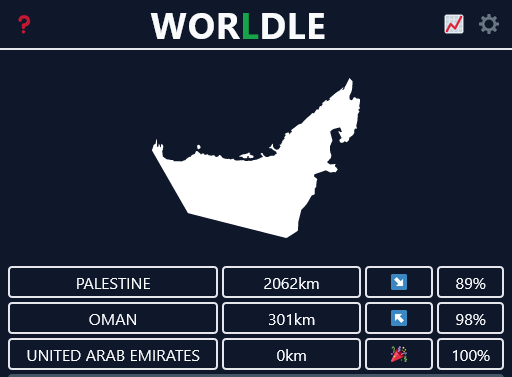 ?
WORLDLE
PALESTINE 2062km ↘ 89%
OMAN 301km ↖ 98%
UNITED ARAB EMIRATES 0km 🎉 100%